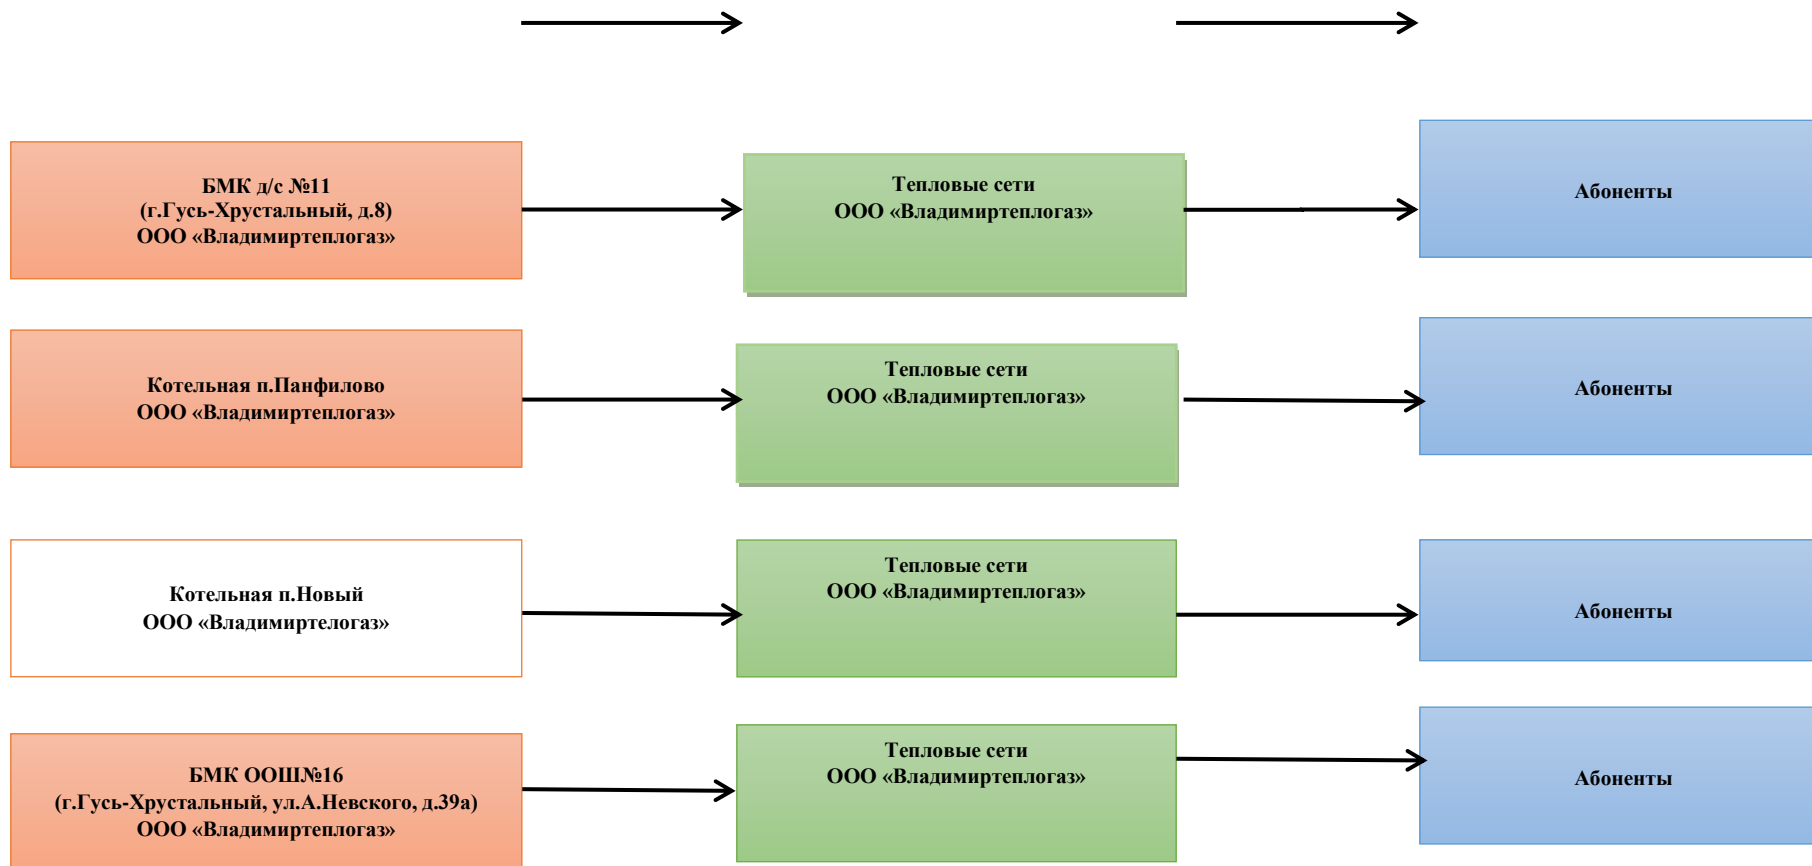 БМК д/с №11
(г.Гусь-Хрустальный, д.8)
ООО «Владимиртеплогаз»
Тепловые сети
ООО «Владимиртеплогаз»
Абоненты
Котельная п.Панфилово
ООО «Владимиртеплогаз»
Тепловые сети
ООО «Владимиртеплогаз»
Абоненты
Котельная п.Новый
ООО «Владимиртелогаз»
Тепловые сети
ООО «Владимиртеплогаз»
Абоненты
БМК ООШ№16
(г.Гусь-Хрустальный, ул.А.Невского, д.39а)
ООО «Владимиртеплогаз»
Тепловые сети
ООО «Владимиртеплогаз»
Абоненты